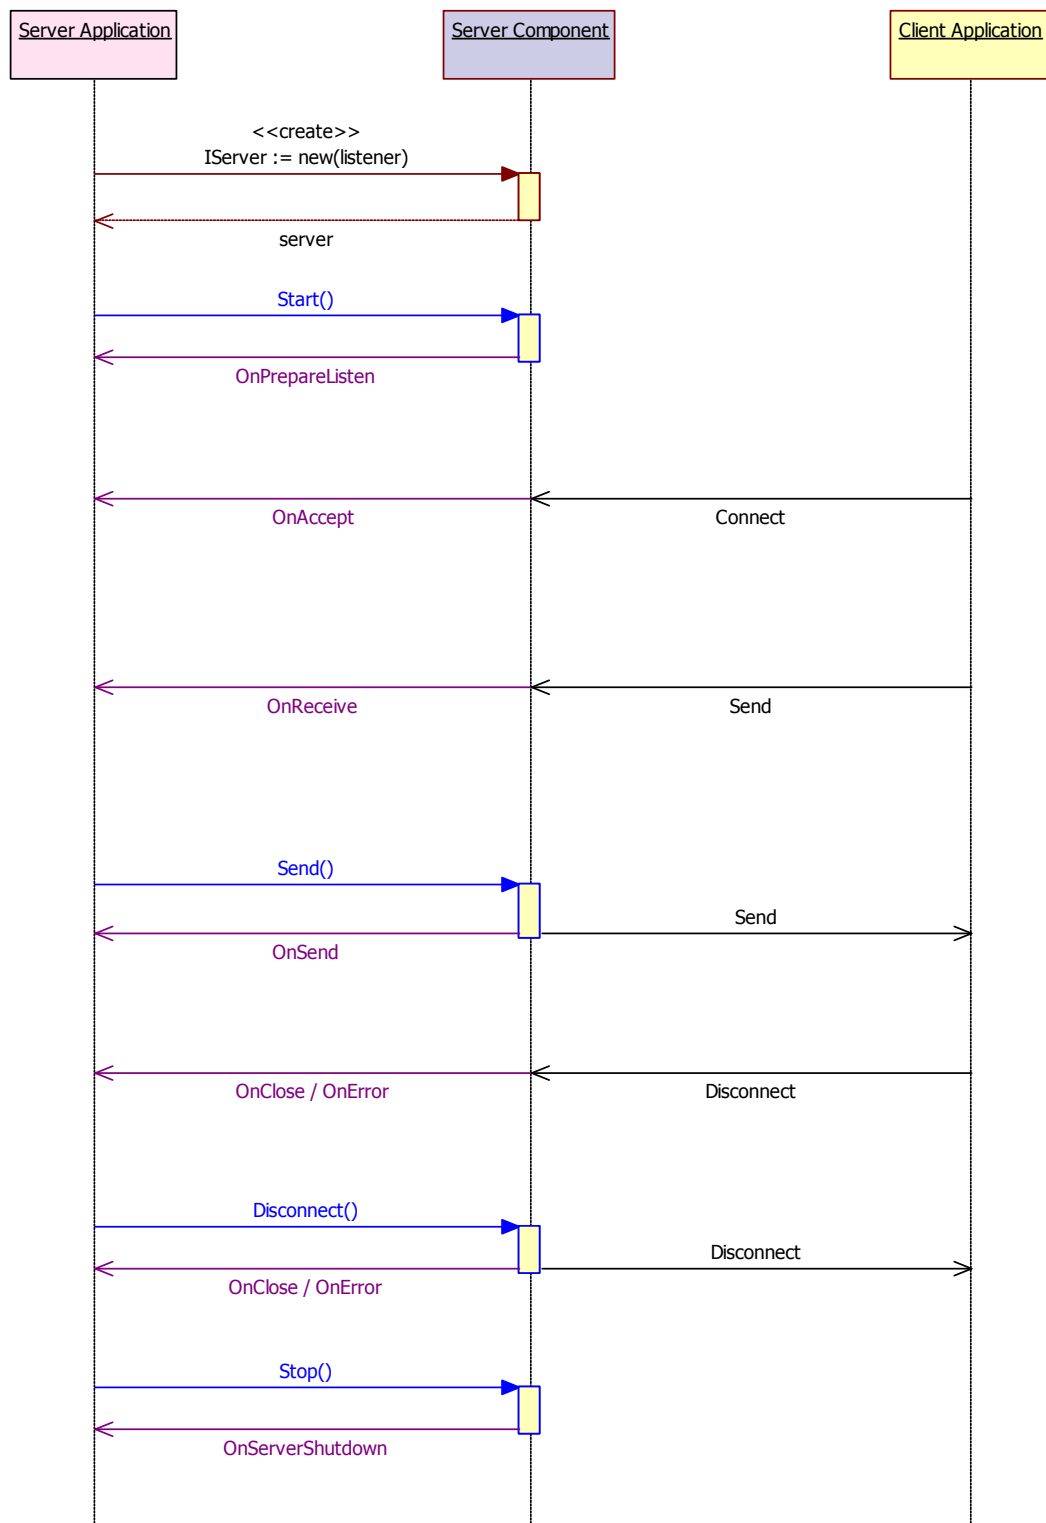 Server Application
Server Component
Client Application
<<create>>
IServer := new(listener)
server
Start()
OnPrepareListen
OnAccept
Connect
OnReceive
Send
Send()
Send
OnSend
OnClose / OnError
Disconnect
Disconnect()
Disconnect
OnClose / OnError
Stop()
OnServerShutdown